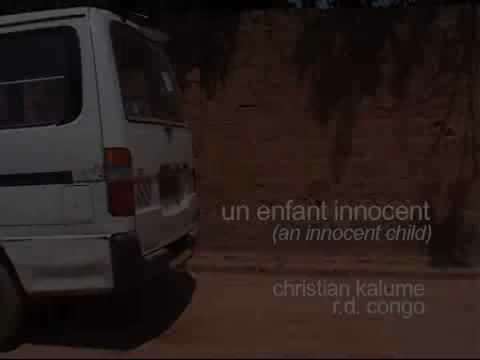 un enfant innocent
(an innocent child)
christian kalume
r.d. congo